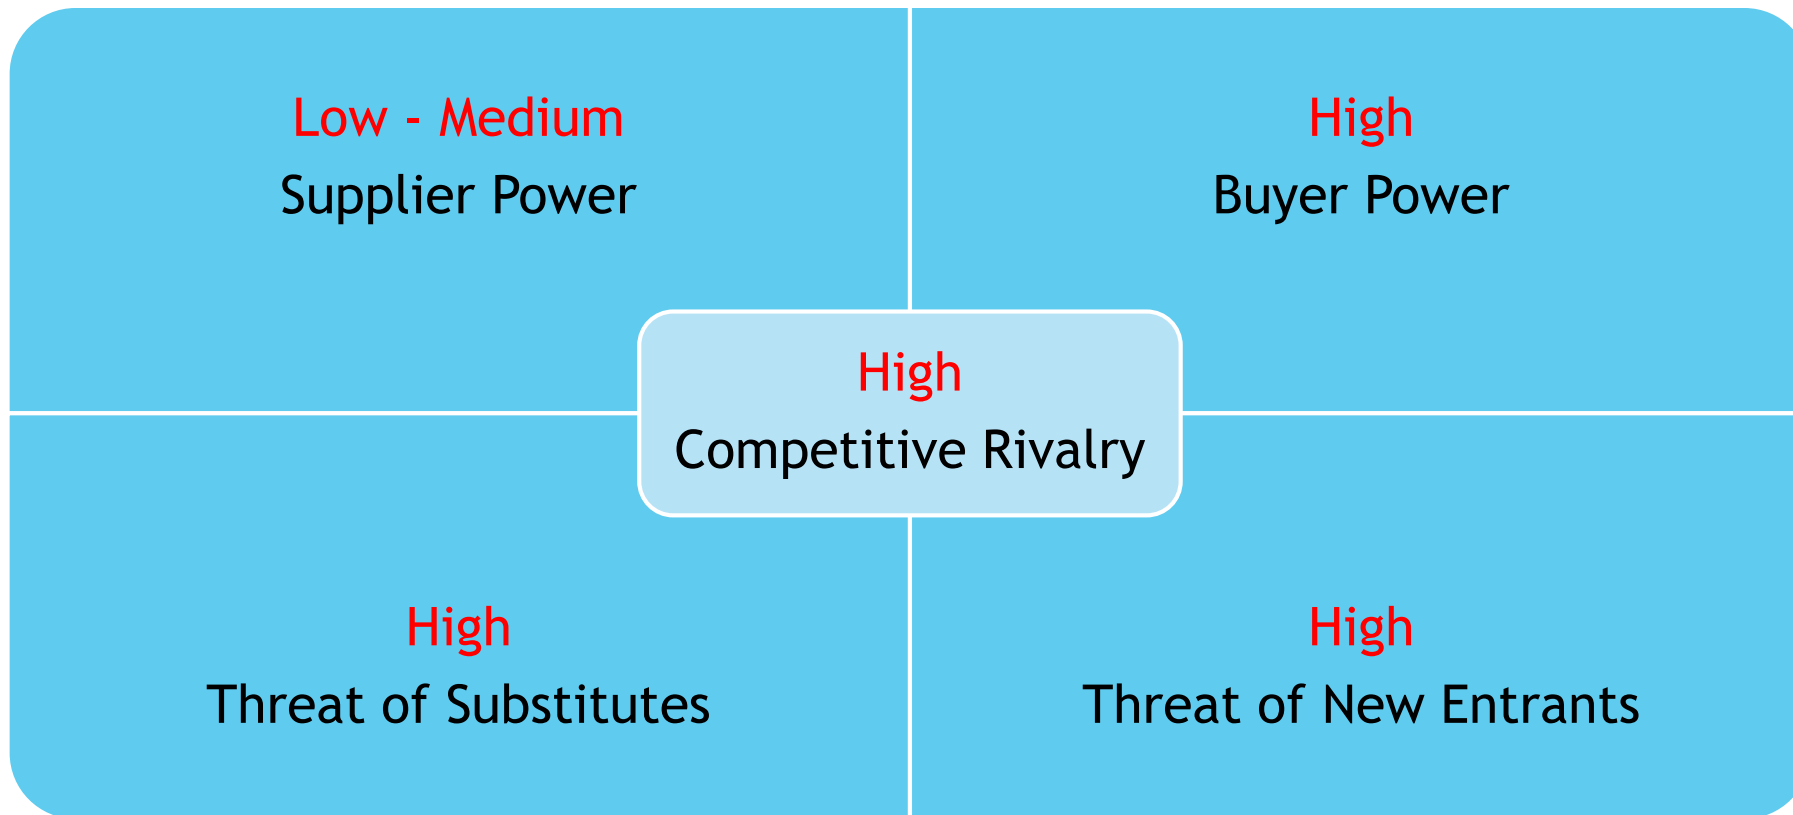 Low - Medium
Supplier Power
High
Buyer Power
High
Competitive Rivalry
High
Threat of Substitutes
High
Threat of New Entrants